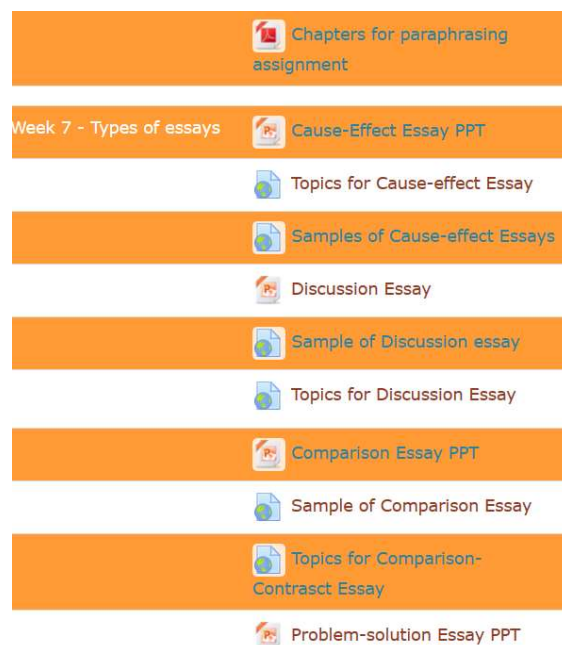 Chapters for paraphrasing
assignment
Week 7 - Types of essays
Cause-Effect Essay PPT
Topics for Cause-effect Essay
Samples of Cause-effect Essays
Discussion Essay
Sample of Discussion essay
Topics for Discussion Essay
Comparison Essay PPT
Sample of Comparison Essay
Topics for Comparison-
Contrasct Essay
Problem-solution Essay PPT